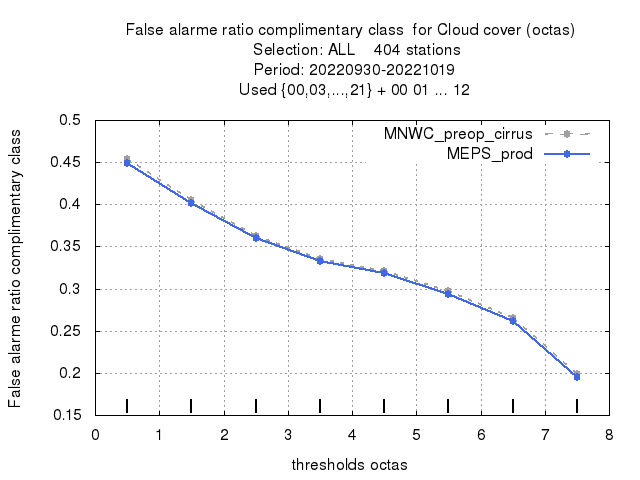 False alarme ratio complimentary class  for Cloud cover (octas)
Selection: ALL    404 stations
Period: 20220930-20221019
Used {00,03,...,21} + 00 01 ... 12
MNWC_preop_cirrus
MEPS_prod
False alarme ratio complimentary class
0.5
0.45
0.4
0.35
0.3
0.25
0.2
0.15
0 1 2 3 4 5 6 7 8
thresholds octas